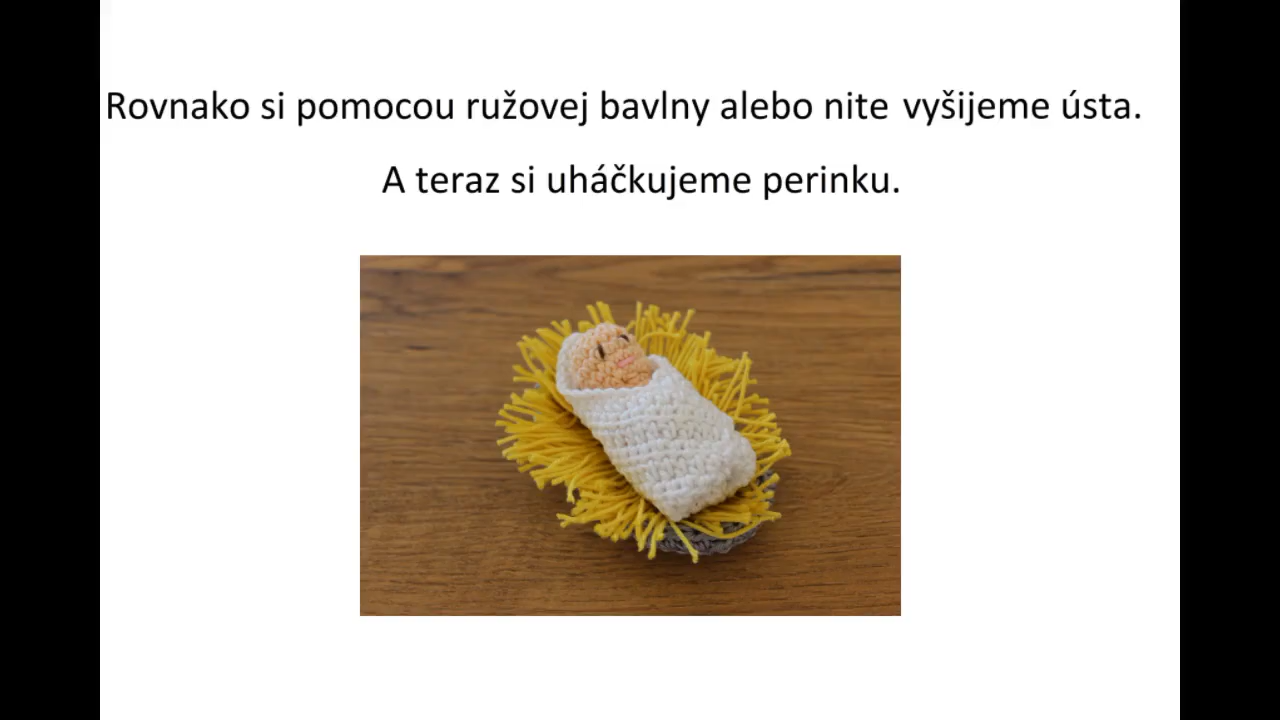 Rovnako si pomocou ružovej bavlny alebo nite vyšijeme ústa.
A teraz si uháčkujeme perinku.